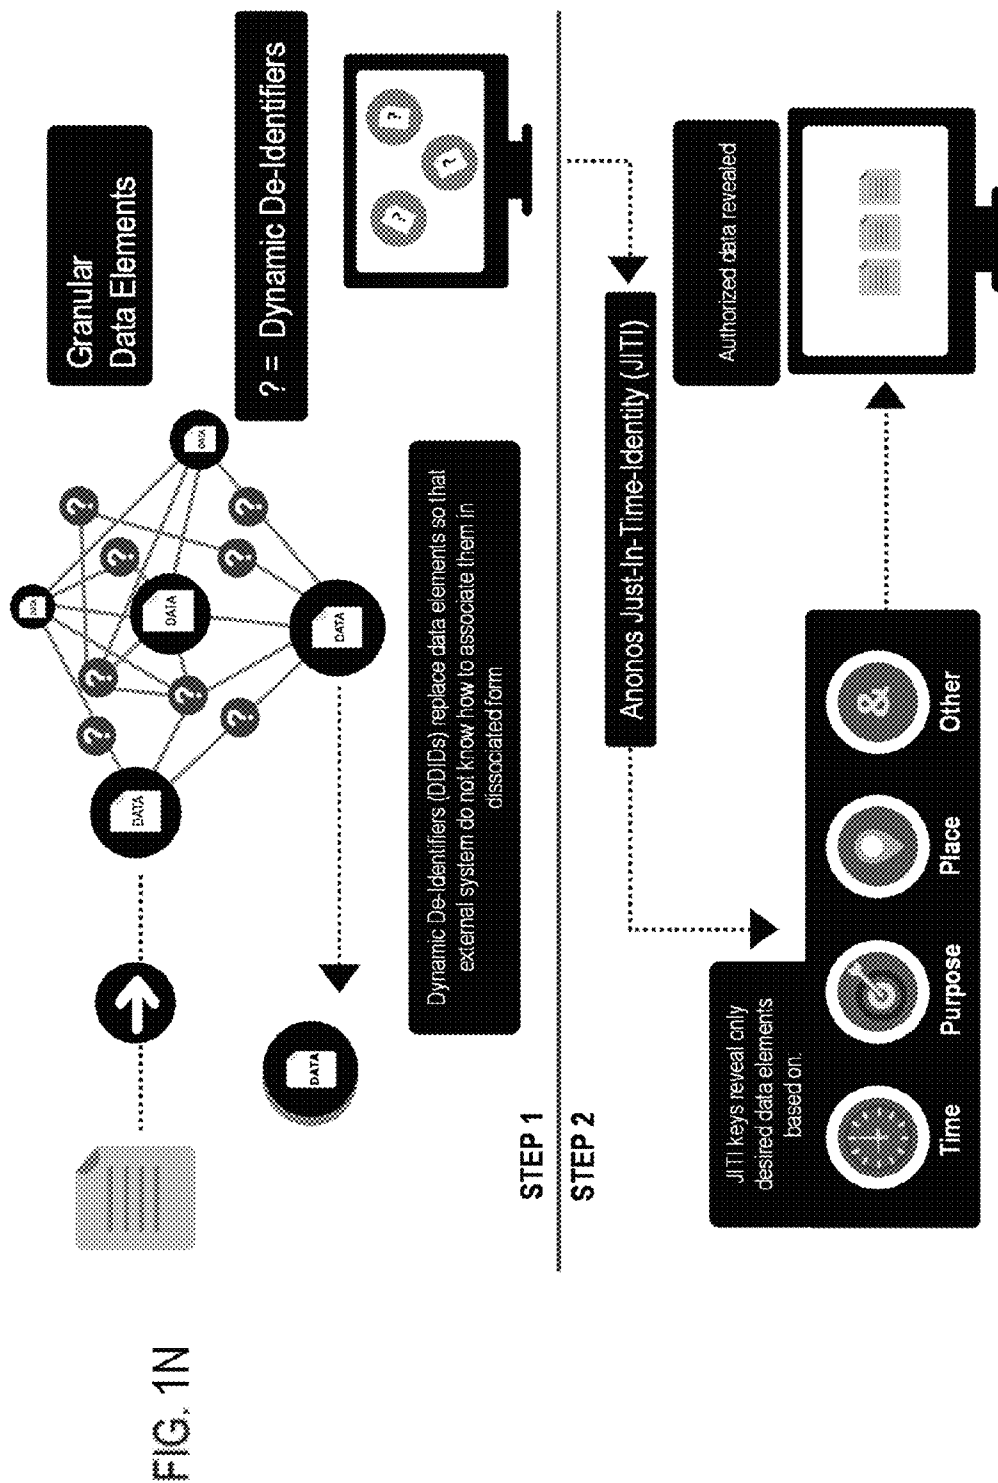 FIG. 1N
Granular
Data Elements
? = Dynamic De-Identifiers
DATA
DATA
DATA
DATA
DATA
DATA
?
?
?
?
?
?
?
?
?
?
?
Dynamic De-Identifiers (DDIDs) replace data elements so that
external system do not know how to associate them in
dissociated form
STEP 1
STEP 2
Anonos Just-In-Time-Identity (JITI)
JITI keys reveal only
desired data elements
based on:
&
Time
Purpose
Place
Other
Authorized data revealed